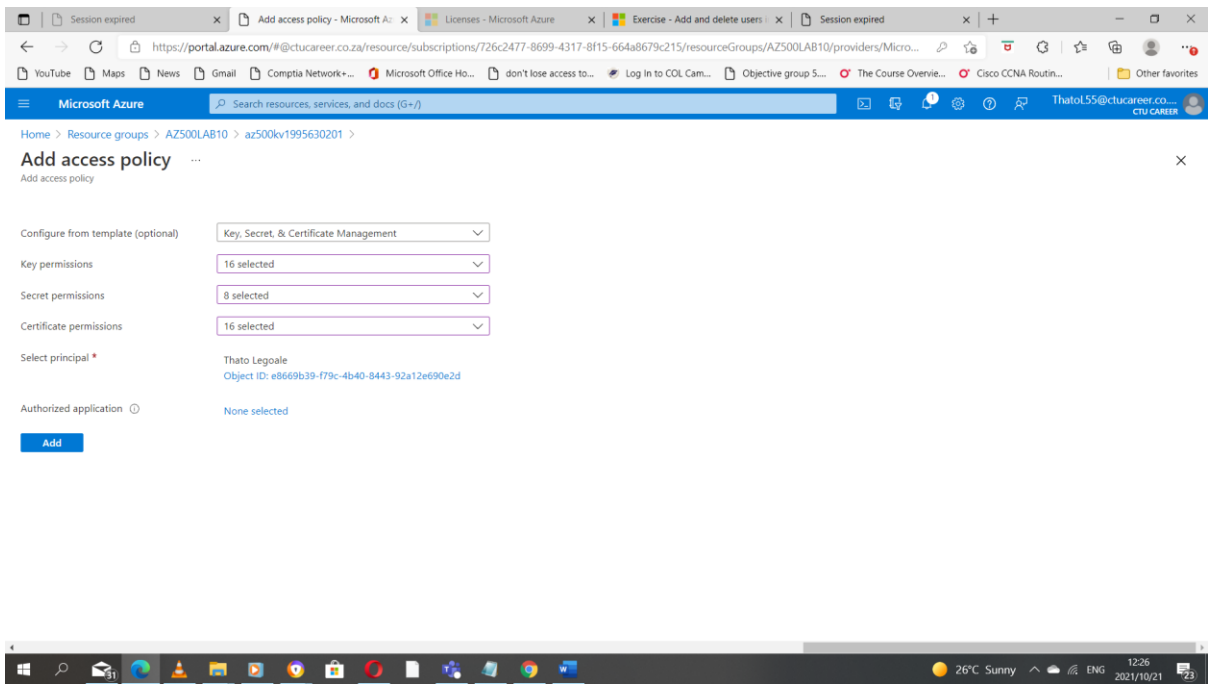 Session expired
Add access policy - Microsoft Az
Licenses - Microsoft Azure
Exercise - Add and delete users i
Session expired
https://portal.azure.com/#@ctucareer.co.za/resource/subscriptions/726c2477-8699-4317-8f15-664a8679c215/resourceGroups/AZ500LAB10/providers/Micro...
YouTube Maps News Gmail Comptia Network+... Microsoft Office Ho... don't lose access to... Log In to COL Cam... Objective group 5.... The Course Overvie... Cisco CCNA Routin... Other favorites
Microsoft Azure
Search resources, services, and docs (G+/)
1
ThatoL55@ctucareer.co....
CTU CAREER
Home > Resource groups > AZ500LAB10 > az500kv1995630201 >
Add access policy ...
Add access policy
Configure from template (optional) Key, Secret, & Certificate Management
Key permissions 16 selected
Secret permissions 8 selected
Certificate permissions 16 selected
Select principal * Thato Legoale
Object ID: e8669b39-f79c-4b40-8443-92a12e690e2d
Authorized application None selected
Add
31
26°C Sunny ENG 12:26
2021/10/21
23